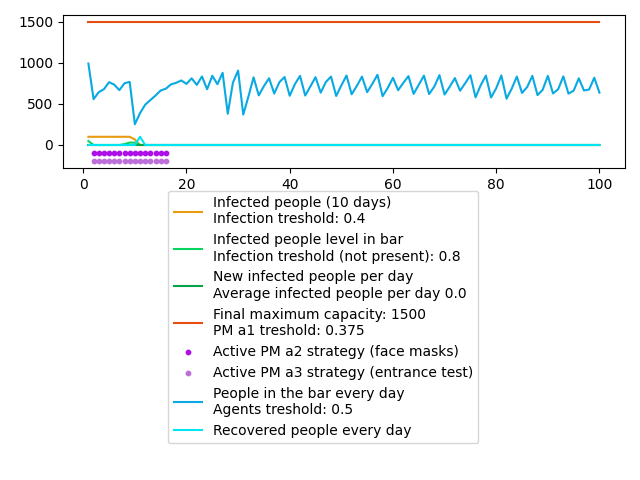 1500
1000
500
0
0 20 40 60 80 100
Infected people (10 days)
Infection treshold: 0.4
Infected people level in bar
Infection treshold (not present): 0.8
New infected people per day
Average infected people per day 0.0
Final maximum capacity: 1500
PM a1 treshold: 0.375
Active PM a2 strategy (face masks)
Active PM a3 strategy (entrance test)
People in the bar every day
Agents treshold: 0.5
Recovered people every day